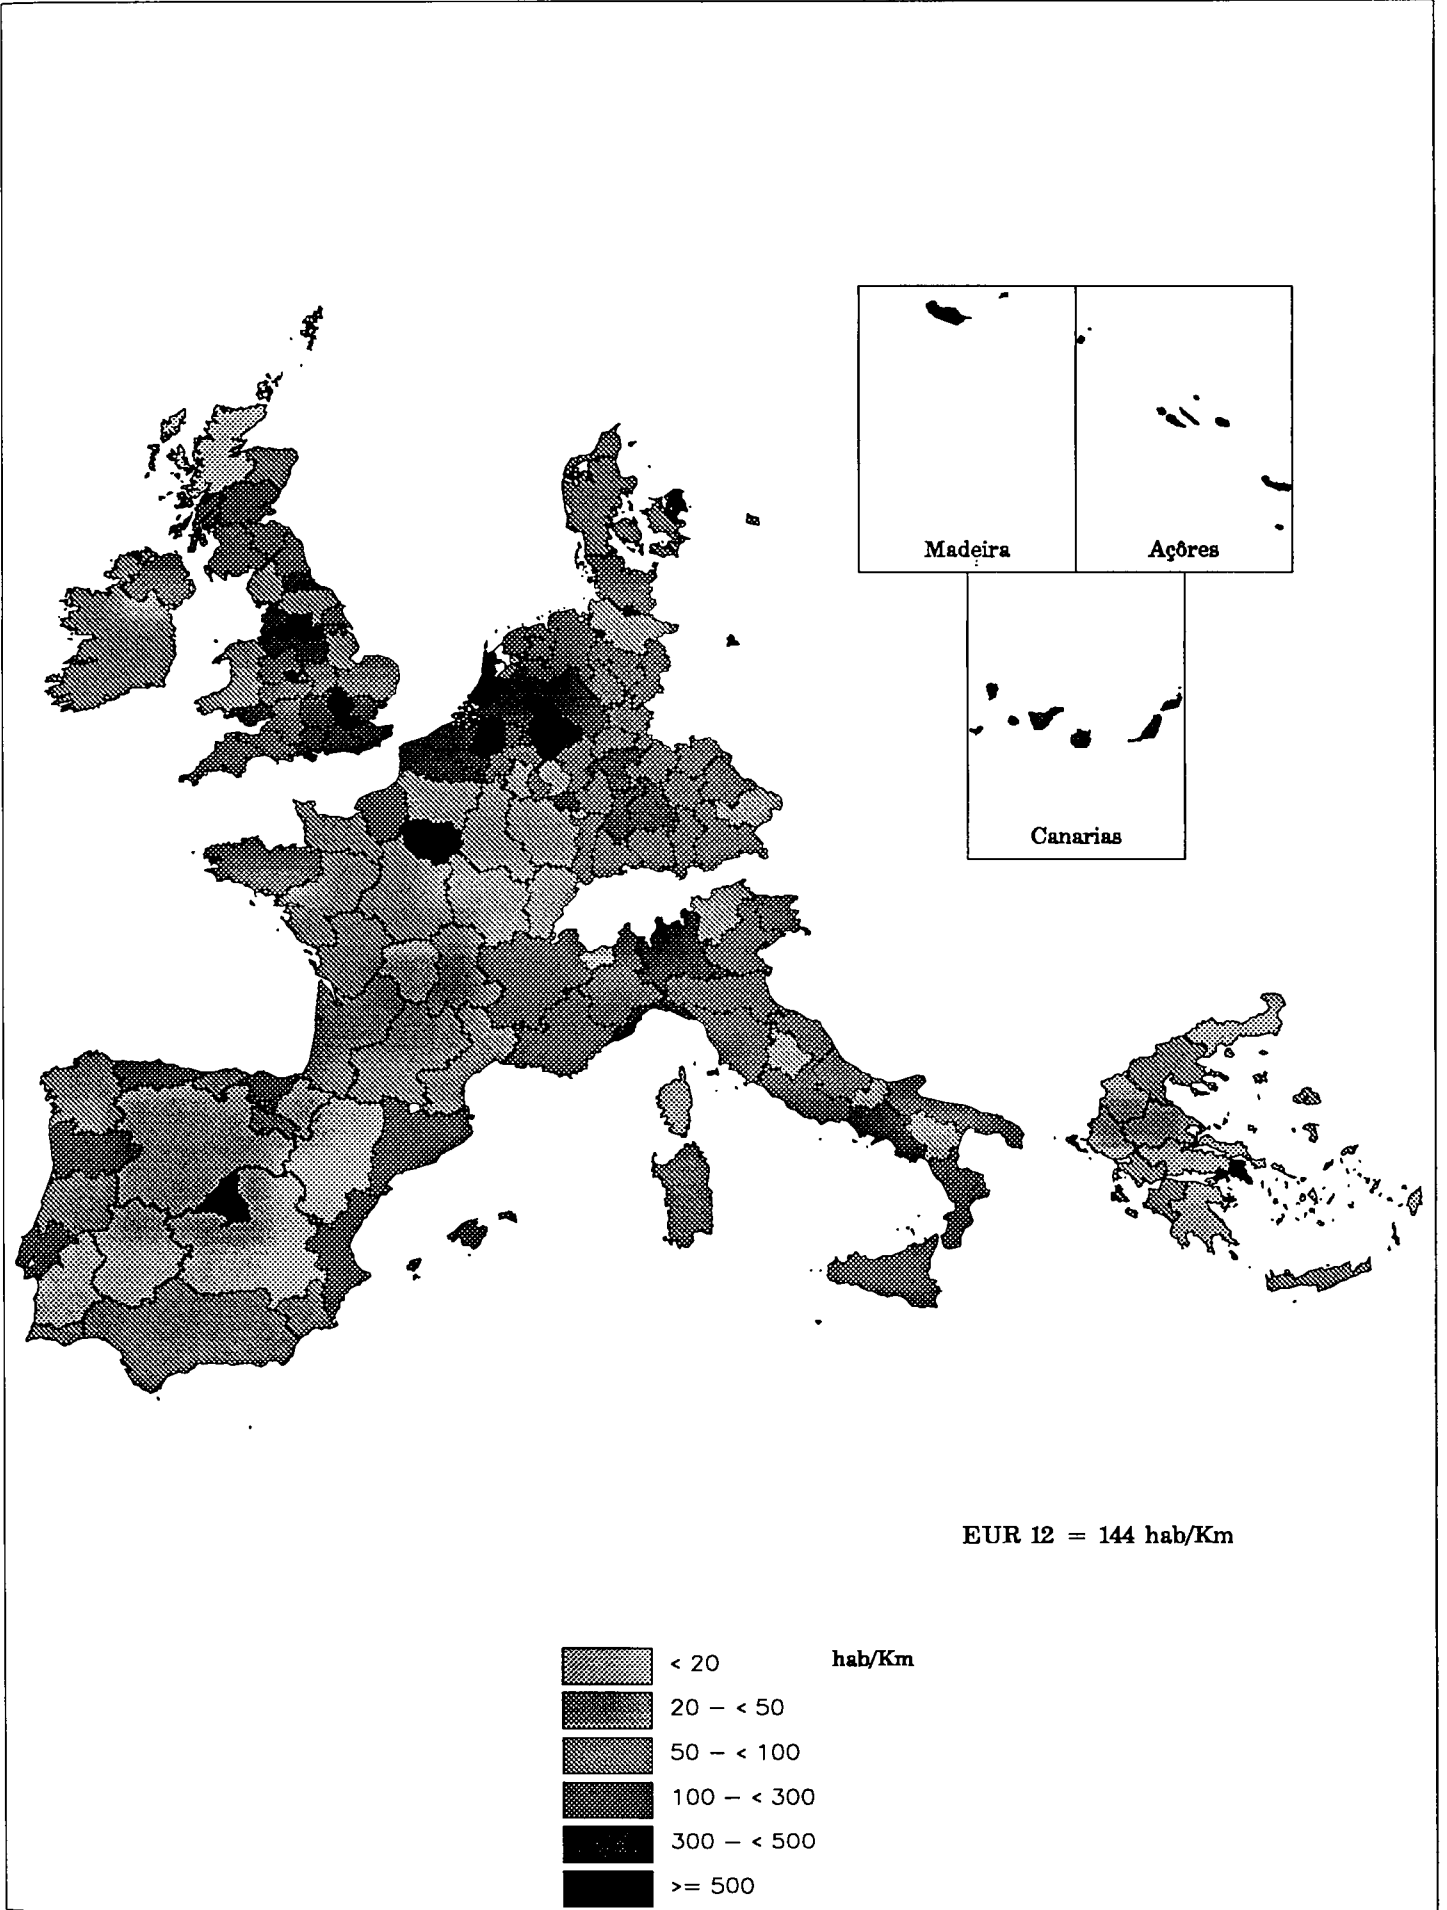 Madeira
Açôres
Canarias
EUR 12 = 144 hab/Km
hab/Km
< 20
20 – < 50
50 – < 100
100 – < 300
300 – < 500
>= 500